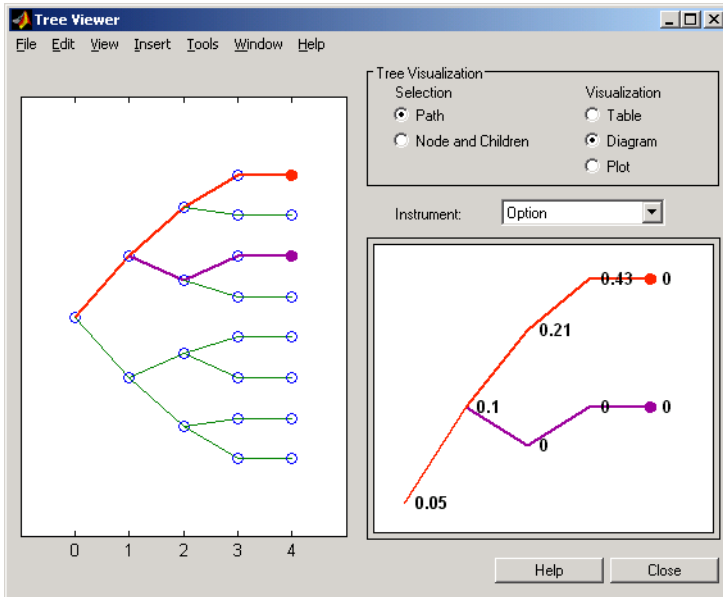 Tree Viewer
File Edit View Insert Tools Window Help
Tree Visualization
Selection Visualization
Path Table
Node and Children Diagram
Plot
Instrument: Option
0.43 0
0.21
0.1 0 0
0
0.05
0 1 2 3 4
Help Close